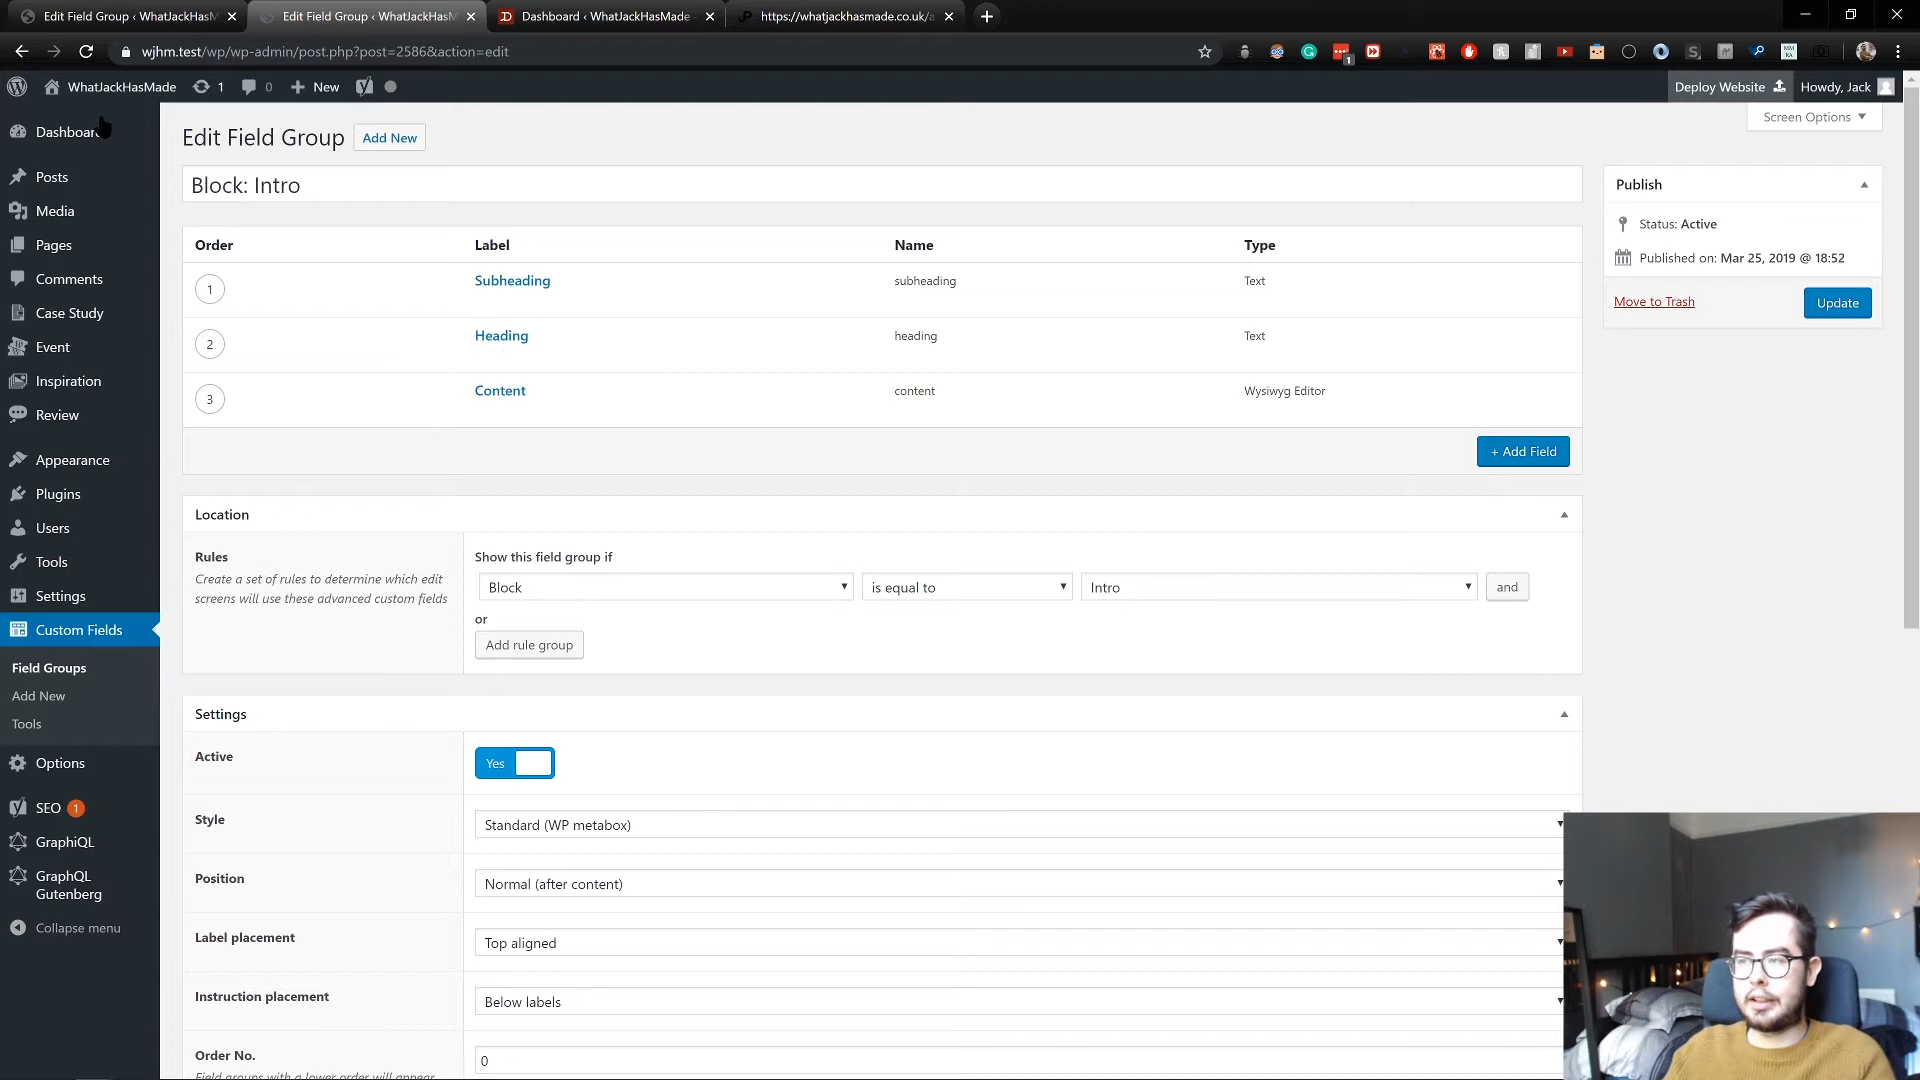 Edit Field Group ‹ WhatJackHasM
Edit Field Group ‹ WhatJackHasM
Dashboard ‹ WhatJackHasMade
https://whatjackhasmade.co.uk/
wjhm.test/wp/wp-admin/post.php?post=2586&action=edit
WhatJackHasMade
1
0
New
Deploy Website
Howdy, Jack
Screen Options
Dashboard
Posts
Media
Pages
Comments
Case Study
Event
Inspiration
Review
Appearance
Plugins
Users
Tools
Settings
Custom Fields
Field Groups
Add New
Tools
Options
SEO 1
GraphiQL
GraphQL
Gutenberg
Collapse menu
Edit Field Group
Add New
Block: Intro
Order Label Name Type
1 Subheading subheading Text
2 Heading heading Text
3 Content content Wysiwyg Editor
+ Add Field
Location
Rules
Create a set of rules to determine which edit
screens will use these advanced custom fields
Show this field group if
Block is equal to Intro and
or
Add rule group
Settings
Active
Yes
Style
Standard (WP metabox)
Position
Normal (after content)
Label placement
Top aligned
Instruction placement
Below labels
Order No.
0
Field groups with a lower order will appear
Publish
Status: Active
Published on: Mar 25, 2019 @ 18:52
Move to Trash
Update